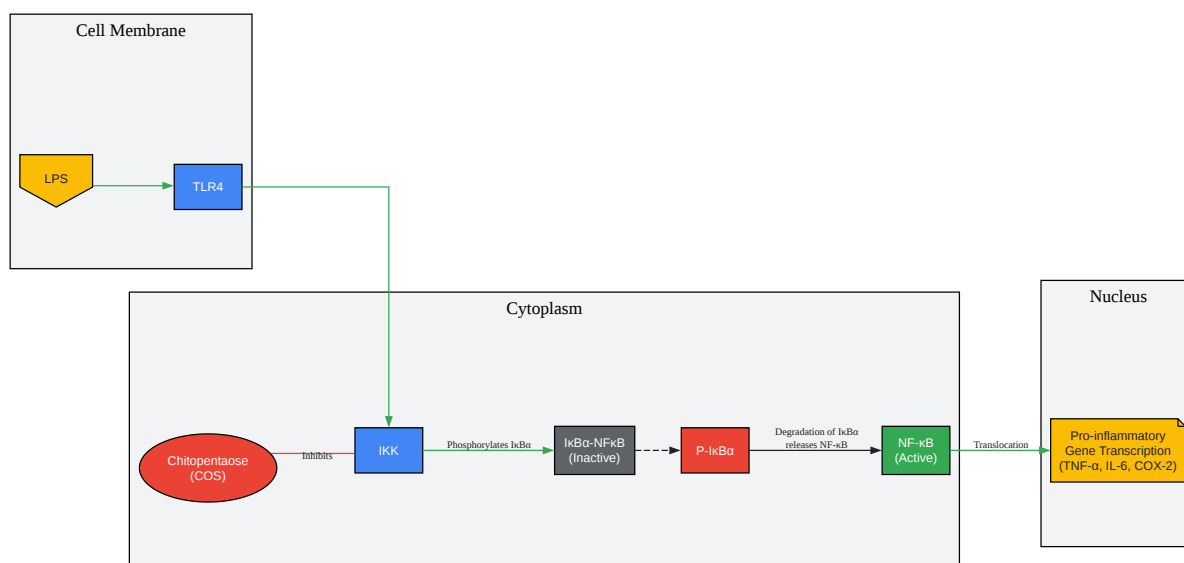 Cell Membrane
LPS
TLR4
Cytoplasm
Chitopentaose
(COS)
Inhibits
IKK
Phosphorylates IκBα
IκBα-NFκB
(Inactive)
P-IκBα
Degradation of IκBα
releases NF-κB
NF-κB
(Active)
Translocation
Nucleus
Pro-inflammatory
Gene Transcription
(TNF-α, IL-6, COX-2)